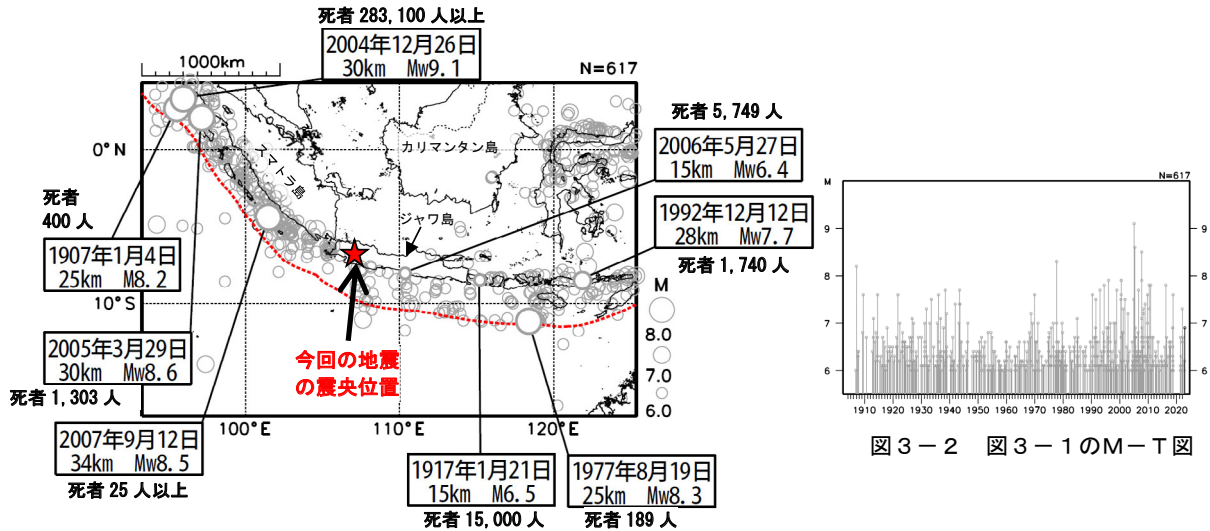 死者 283,100 人以上
2004年12月26日
30km Mw9.1
1000km
N=617
死者 5,749 人
2006年5月27日
15km Mw6.4
0°N
カリマンタン島
スマトラ島
ジャワ島
死者
400 人
1907年1月4日
25km M8.2
1992年12月12日
28km Mw7.7
死者 1,740 人
10°S
M
8.0
7.0
6.0
2005年3月29日
30km Mw8.6
死者 1,303 人
今回の地震
の震央位置
100°E
110°E
120°E
2007年9月12日
34km Mw8.5
死者 25 人以上
1917年1月21日
15km M6.5
死者 15,000 人
1977年8月19日
25km Mw8.3
死者 189 人
N=617
M
9
8
7
6
9
8
7
6
1910 1920 1930 1940 1950 1960 1970 1980 1990 2000 2010 2020
図3-2 図3-1のM-T図